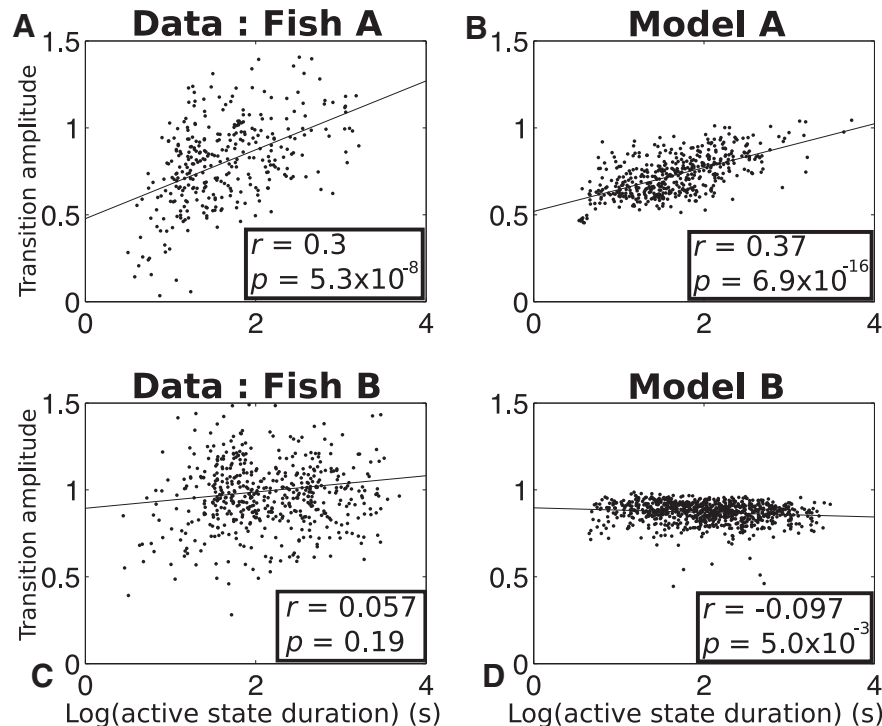 A
Data : Fish A
B
Model A
Transition amplitude
1.5
1
0.5
0
0
2
4
r = 0.3
p = 5.3x10^-8
1.5
1
0.5
0
0
2
4
r = 0.37
p = 6.9x10^-16
Data : Fish B
Model B
Transition amplitude
1.5
1
0.5
0
0
2
4
r = 0.057
p = 0.19
C
Log(active state duration) (s)
1.5
1
0.5
0
0
2
4
r = -0.097
p = 5.0x10^-3
D
Log(active state duration) (s)